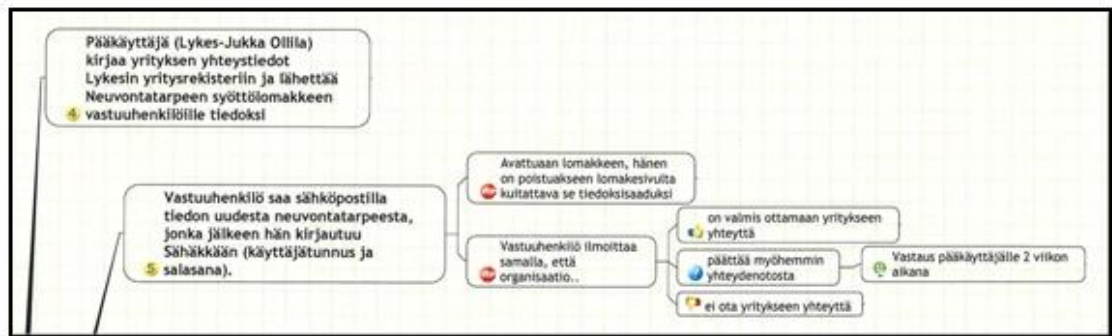 Pääkäyttäjä (Lykes-Jukka Ollila)
kirjaa yrityksen yhteystiedot
Lykesin yritysrekisteriin ja lähettää
Neuvontatarpeen syöttölomakkeen
4 vastuuhenkilöille tiedoksi
Vastuuhenkilö saa sähköpostilla
tiedon uudesta neuvontatarpeesta,
jonka jälkeen hän kirjautuu
Sähäkkään (käyttäjätunnus ja
5 salasana).
Avattuaan lomakkeen, hänen
on poistuakseen lomakesivulta
kuitattava se tiedoksisaaduksi
Vastuuhenkilö ilmoittaa
samalla, että
organisaatio..
on valmis ottamaan yritykseen
yhteyttä
päättää myöhemmin
yhteydenotosta
Vastaus pääkäyttäjälle 2 viikon
aikana
ei ota yritykseen yhteyttä